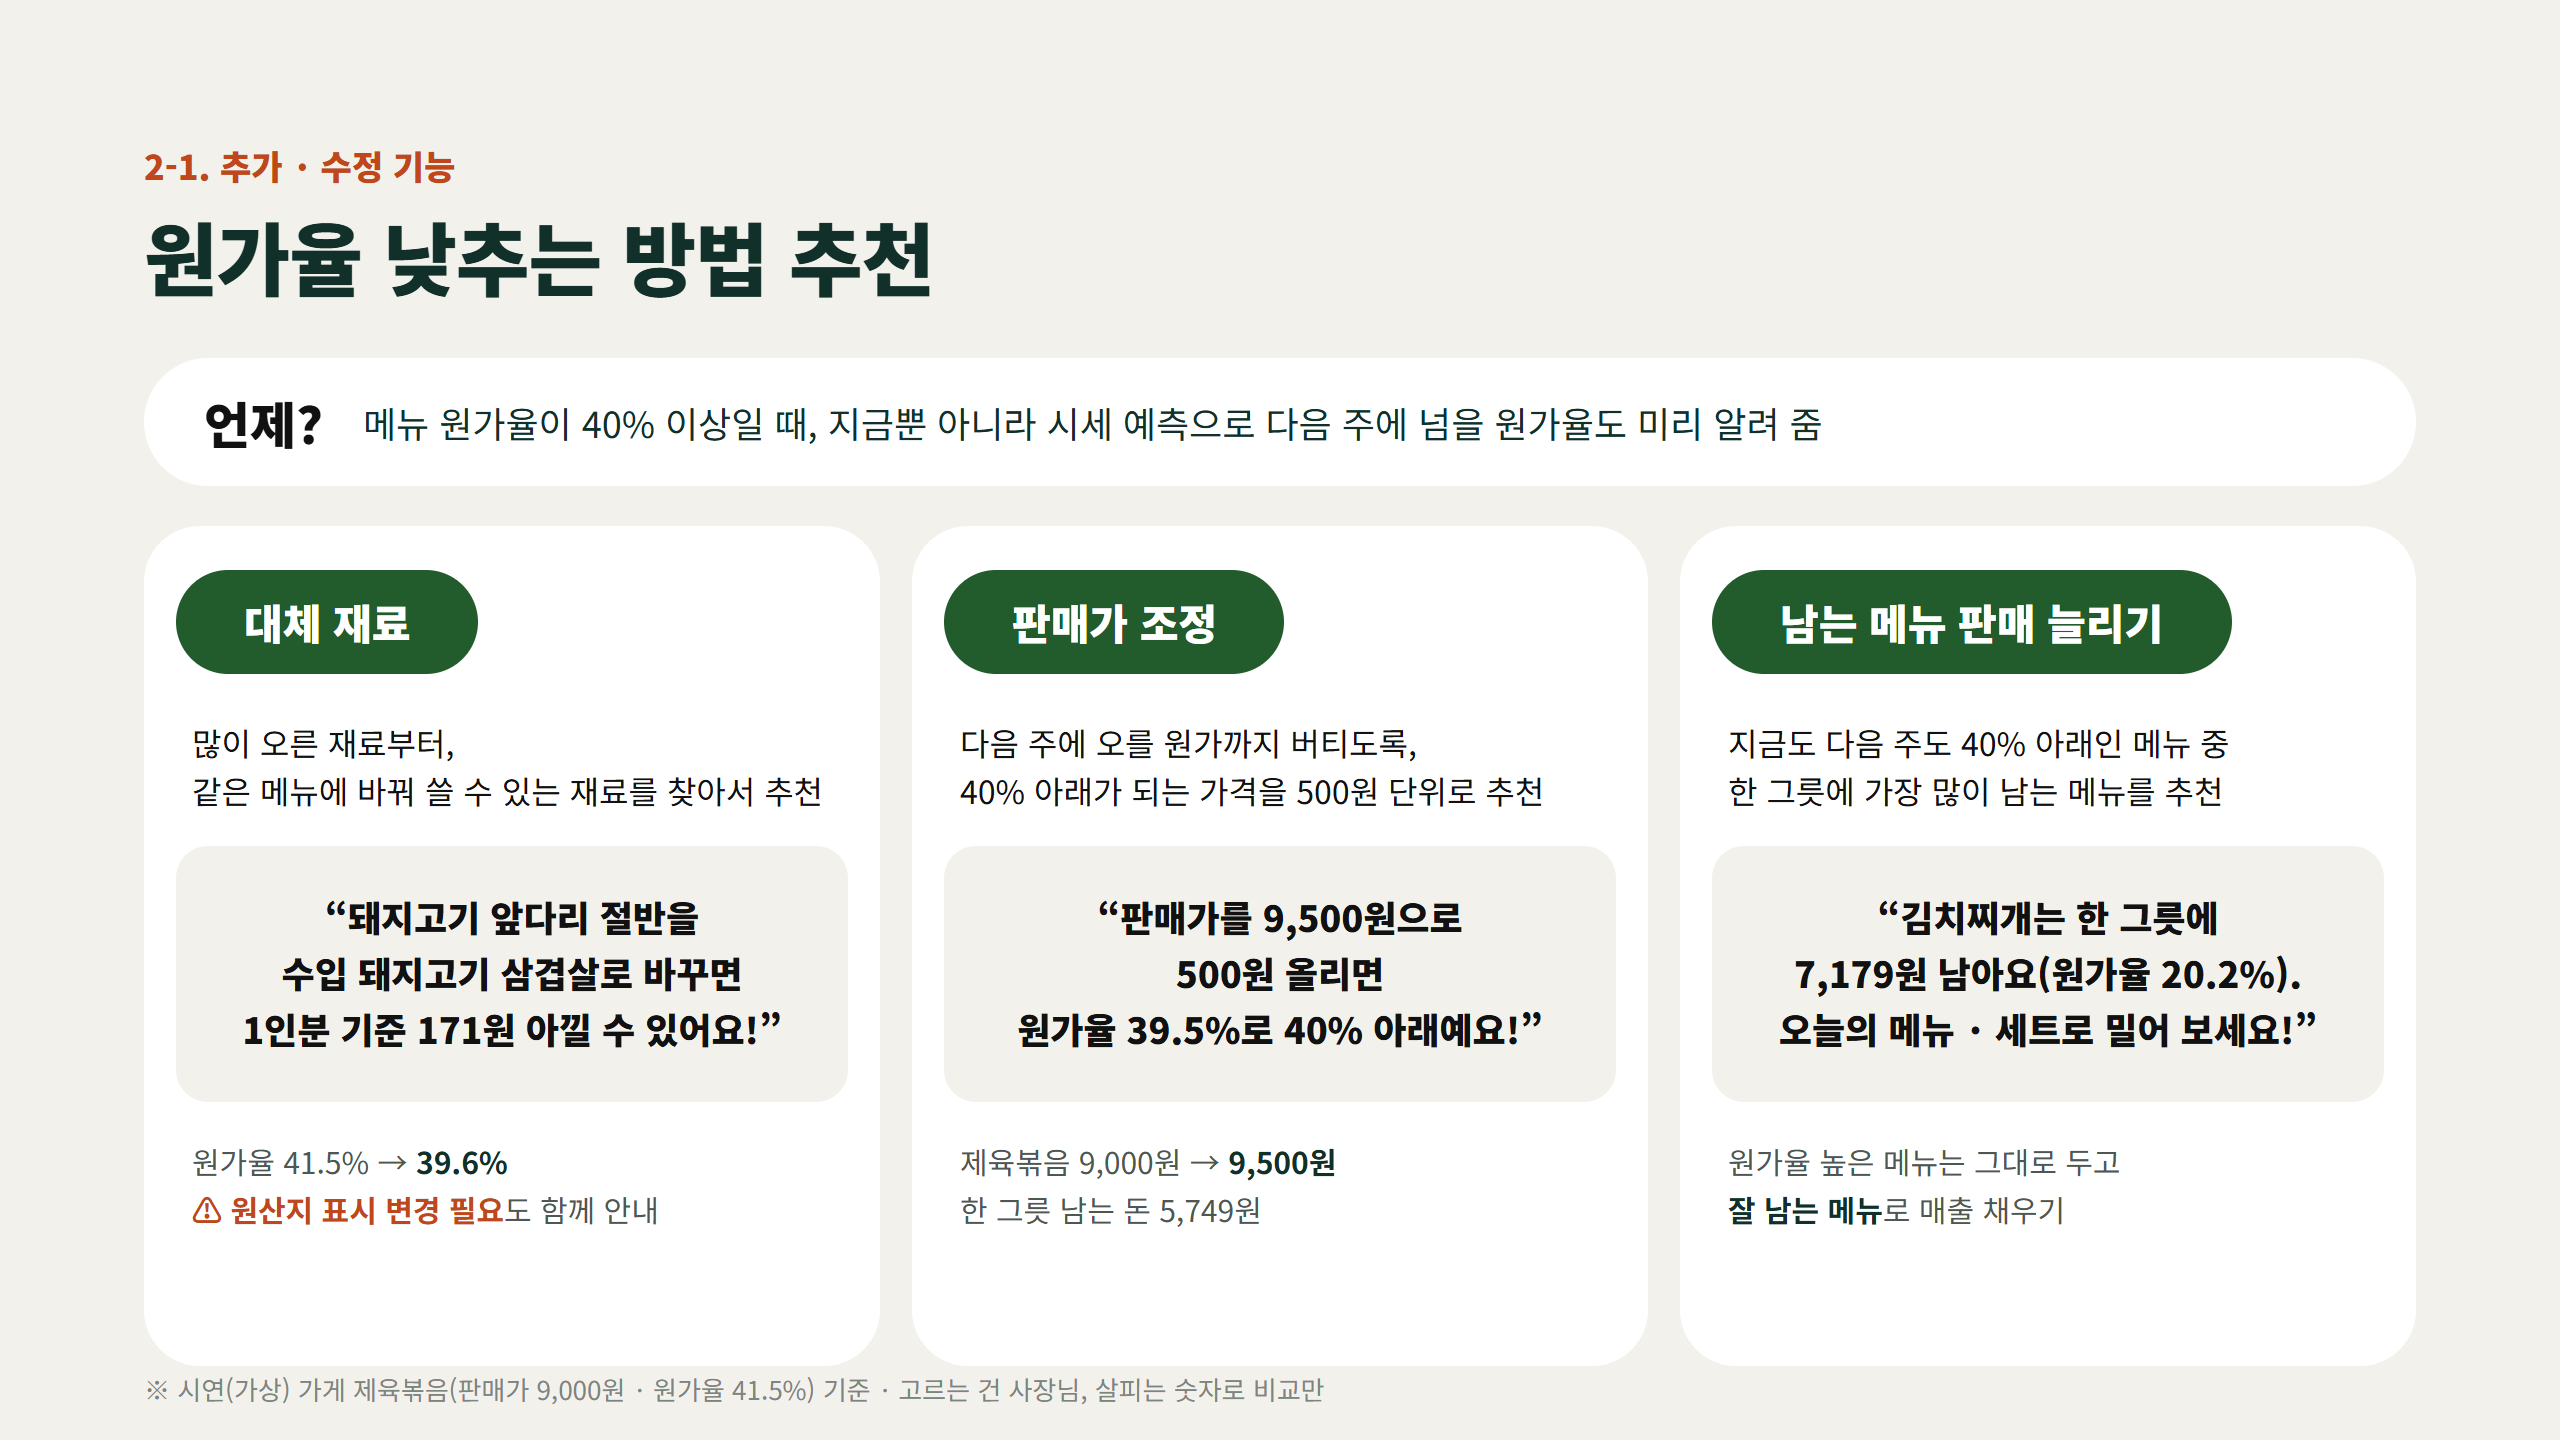 2-1. 추가 · 수정 기능
원가율 낮추는 방법 추천
언제? 메뉴 원가율이 40% 이상일 때, 지금뿐 아니라 시세 예측으로 다음 주에 넘을 원가율도 미리 알려 줌
대체 재료
많이 오른 재료부터,
같은 메뉴에 바꿔 쓸 수 있는 재료를 찾아서 추천
“돼지고기 앞다리 절반을
수입 돼지고기 삼겹살로 바꾸면
1인분 기준 171원 아낄 수 있어요!”
원가율 41.5% → 39.6%
⚠ 원산지 표시 변경 필요도 함께 안내
판매가 조정
다음 주에 오를 원가까지 버티도록,
40% 아래가 되는 가격을 500원 단위로 추천
“판매가를 9,500원으로
500원 올리면
원가율 39.5%로 40% 아래예요!”
제육볶음 9,000원 → 9,500원
한 그릇 남는 돈 5,749원
남는 메뉴 판매 늘리기
지금도 다음 주도 40% 아래인 메뉴 중
한 그릇에 가장 많이 남는 메뉴를 추천
“김치찌개는 한 그릇에
7,179원 남아요(원가율 20.2%).
오늘의 메뉴 · 세트로 밀어 보세요!”
원가율 높은 메뉴는 그대로 두고
잘 남는 메뉴로 매출 채우기
※ 시연(가상) 가게 제육볶음(판매가 9,000원 · 원가율 41.5%) 기준 · 고르는 건 사장님, 살피는 숫자로 비교만